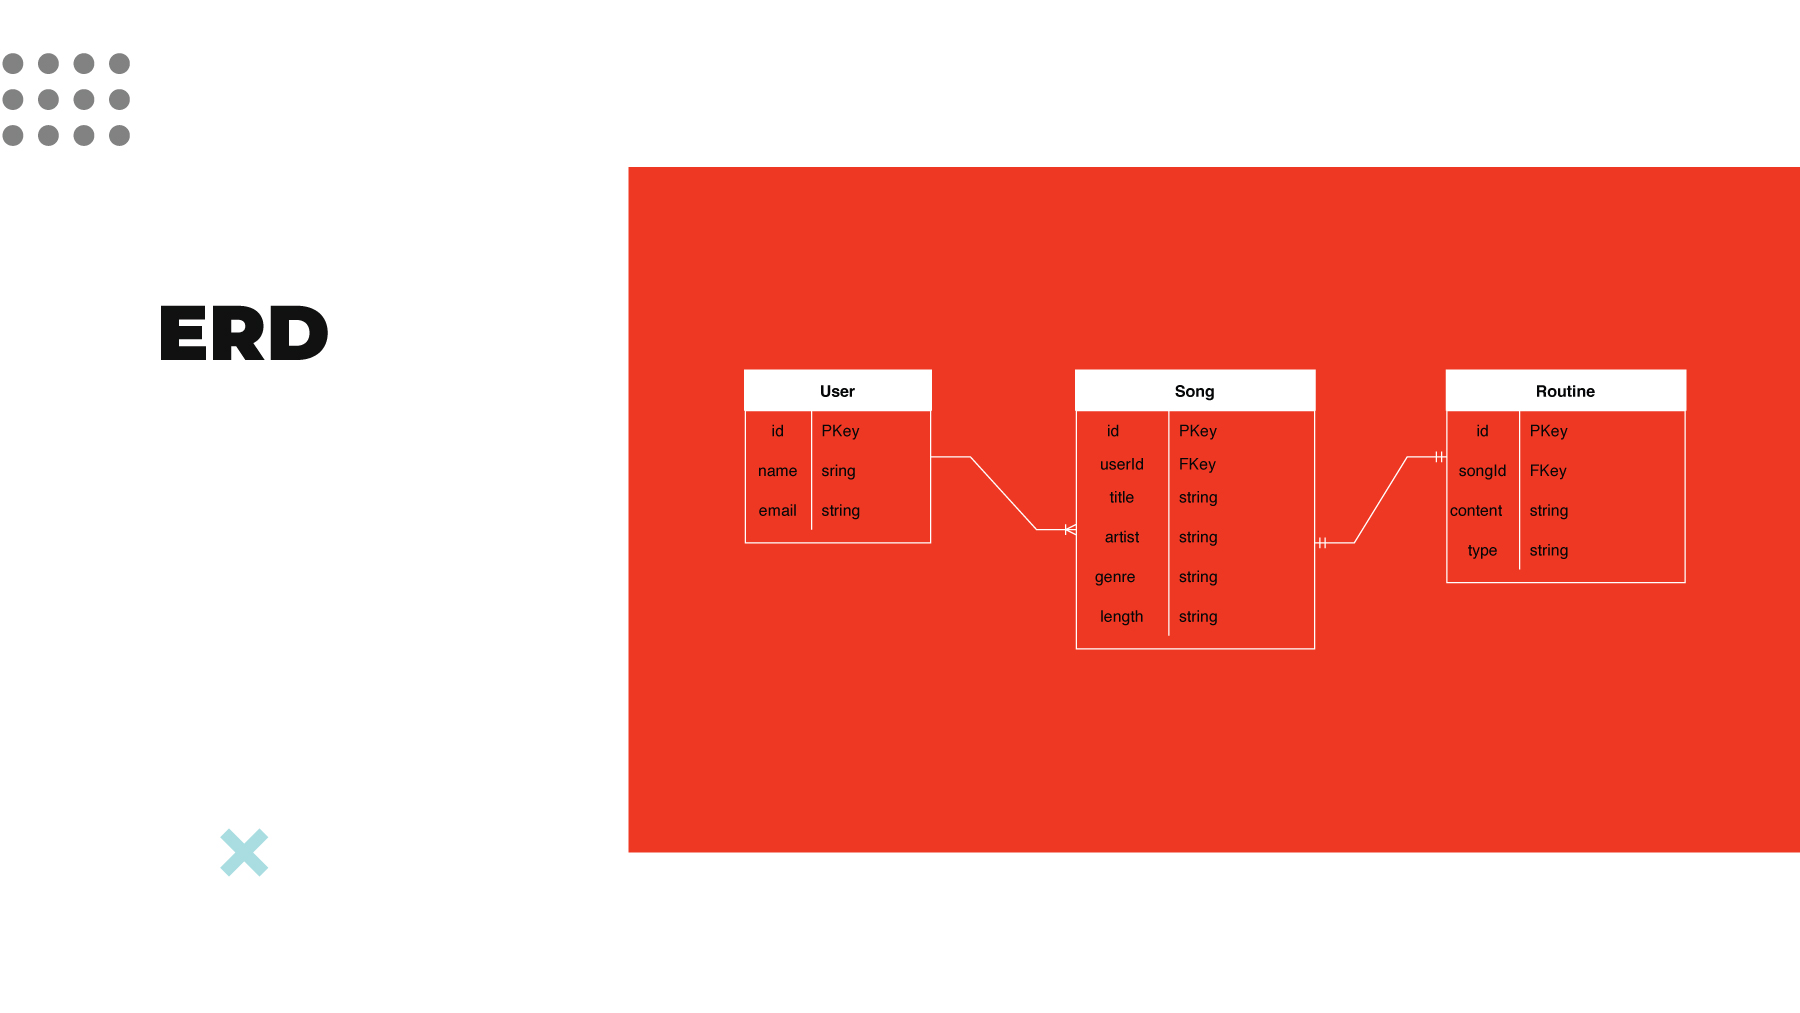 ERD
User
id PKey
name sring
email string
Song
id PKey
userId FKey
title string
artist string
genre string
length string
Routine
id PKey
songId FKey
content string
type string